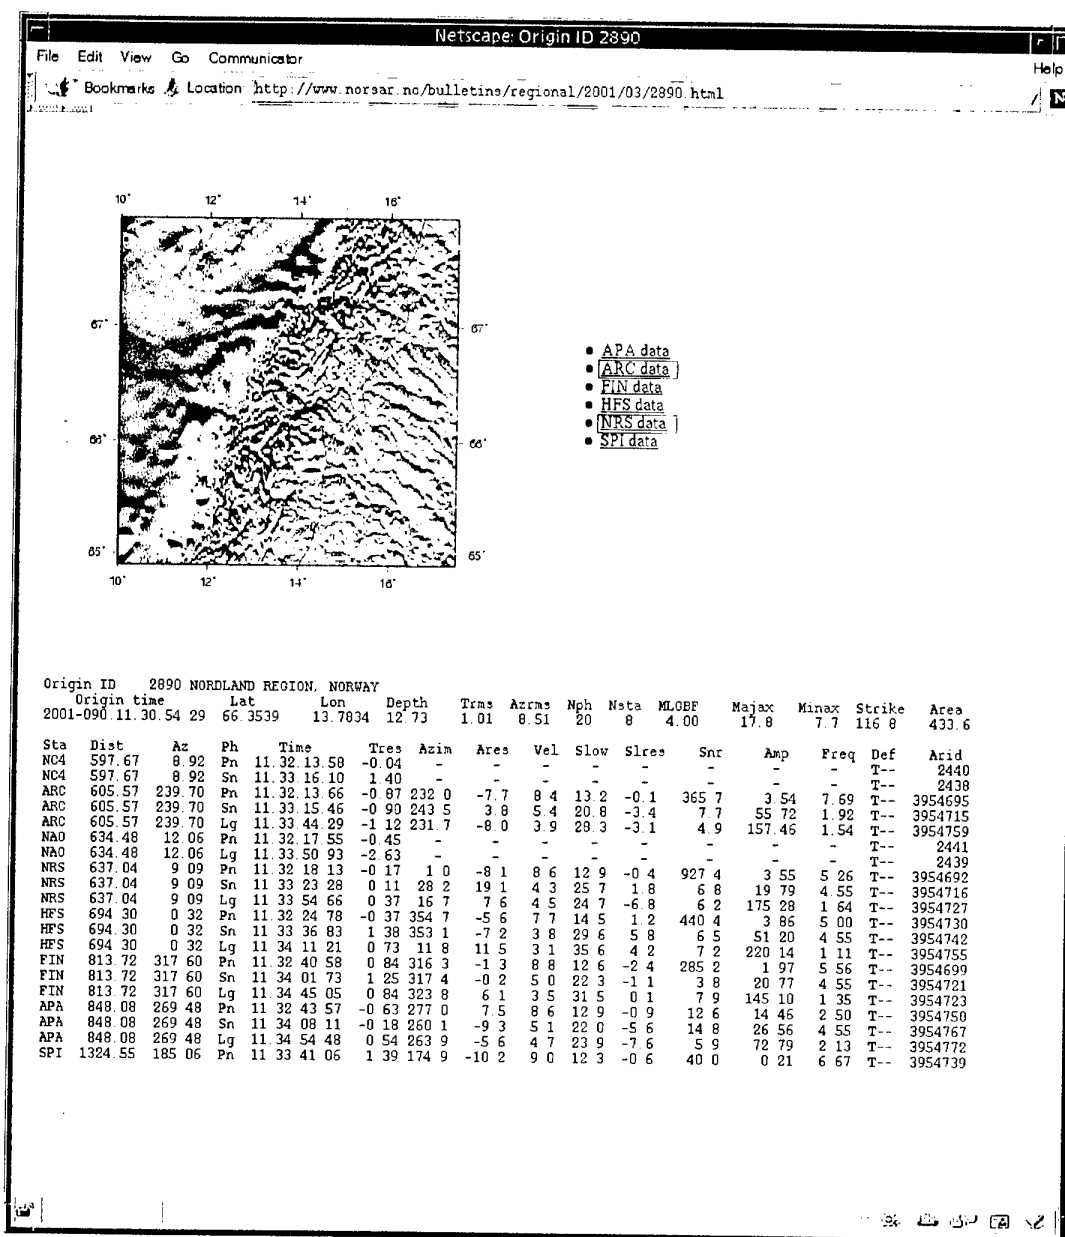 Netscape: Origin ID 2890
File Edit View Go Communicator
Help
Bookmarks Location http://www.norsar.no/bulletins/regional/2001/03/2890.html
10° 12° 14° 16°
67° 67°
66° 66°
65° 65°
10° 12° 14° 16°
APA data
ARC data
FIN data
HFS data
NRS data
SPI data
Origin ID 2890 NORDLAND REGION, NORWAY
Origin time Lat Lon Depth Trms Azrms Nph Nsta MLGBF Majax Minax Strike Area
2001-090.11.30.54 29 66.3539 13.7834 12.73 1.01 8.51 20 8 4.00 17.8 7.7 116 8 433.6
Sta Dist Az Ph Time Tres Azim Ares Vel Slow Slres Snr Amp Freq Def Arid
NC4 597.67 8.92 Pn 11.32.13.58 -0.04 - - - - - - - - T-- 2440
NC4 597.67 8.92 Sn 11.33.16.10 1.40 - - - - - - - - T-- 2438
ARC 605.57 239.70 Pn 11.32.13.66 -0.87 232 0 -7.7 8 4 13.2 -0.1 365 7 3.54 7.69 T-- 3954695
ARC 605.57 239.70 Sn 11.33.15.46 -0 90 243 5 3.8 5.4 20.8 -3.4 7.7 55 72 1.92 T-- 3954715
ARC 605.57 239.70 Lg 11.33.44.29 -1 12 231.7 -8.0 3.9 28.3 -3.1 4.9 157.46 1.54 T-- 3954759
NAO 634.48 12.06 Pn 11.32.17.55 -0.45 - - - - - - - - T-- 2441
NAO 634.48 12.06 Lg 11.33.50 93 -2.63 - - - - - - - - T-- 2439
NRS 637.04 9 09 Pn 11.32 18 13 -0 17 1 0 -8 1 8 6 12 9 -0 4 927 4 3 55 5 26 T-- 3954692
NRS 637.04 9 09 Sn 11 33 23 28 0 11 28 2 19 1 4 3 25 7 1.8 6 8 19 79 4.55 T-- 3954716
NRS 637.04 9 09 Lg 11 33 54 66 0 37 16 7 7 6 4 5 24 7 -6.8 6 2 175 28 1 64 T-- 3954727
HFS 694 30 0 32 Pn 11.32 24 78 -0 37 354 7 -5 6 7 7 14 5 1.2 440 4 3 86 5 00 T-- 3954730
HFS 694.30 0 32 Sn 11 33 36 83 1 38 353 1 -7 2 3 8 29 6 5 8 6 5 51 20 4 55 T-- 3954742
HFS 694 30 0 32 Lg 11 34 11 21 0 73 11 8 11 5 3 1 35 6 4 2 7 2 220 14 1 11 T-- 3954755
FIN 813.72 317 60 Pn 11.32 40 58 0 84 316 3 -1 3 8 8 12 6 -2 4 285 2 1 97 5 56 T-- 3954699
FIN 813.72 317 60 Sn 11 34 01 73 1 25 317 4 -0 2 5 0 22 3 -1 1 3 8 20 77 4 55 T-- 3954721
FIN 813.72 317 60 Lg 11.34 45 05 0 84 323 8 6 1 3 5 31 5 0 1 7 9 145 10 1 35 T-- 3954723
APA 848 08 269 48 Pn 11 32 43 57 -0 63 277 0 7.5 8 6 12 9 -0 9 12 6 14 46 2 50 T-- 3954750
APA 848.08 269 48 Sn 11 34 08 11 -0 18 260 1 -9 3 5 1 22 0 -5 6 14 8 26 56 4 55 T-- 3954767
APA 848.08 269 48 Lg 11 34 54 48 0 54 263 9 -5 6 4 7 23 9 -7.6 5 9 72 79 2 13 T-- 3954772
SPI 1324.55 185 06 Pn 11 33 41 06 1 39 174 9 -10 2 9 0 12 3 -0 6 40 0 0 21 6 67 T-- 3954739